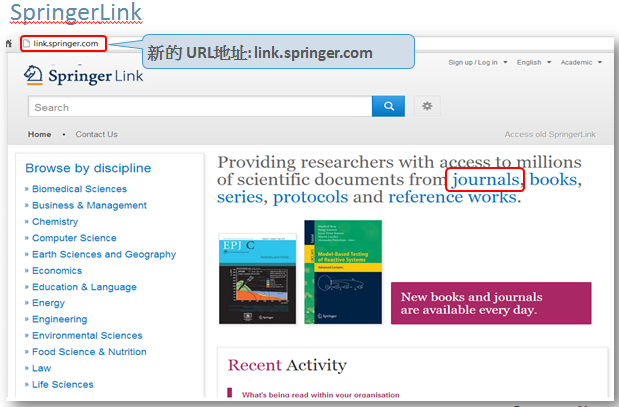 SpringerLink
link.springer.com
新的 URL地址: link.springer.com
Sign up / Log in English Academic
Springer Link
Search
Home • Contact Us Access old SpringerLink
Browse by discipline
» Biomedical Sciences
» Business & Management
» Chemistry
» Computer Science
» Earth Sciences and Geography
» Economics
» Education & Language
» Energy
» Engineering
» Environmental Sciences
» Food Science & Nutrition
» Law
» Life Sciences
Providing researchers with access to millions
of scientific documents from journals, books,
series, protocols and reference works.
EPJ C
Model-Based Testing
of Reactive Systems
Springer
Springer
New books and journals
are available every day.
Recent Activity
What's being read within your organisation